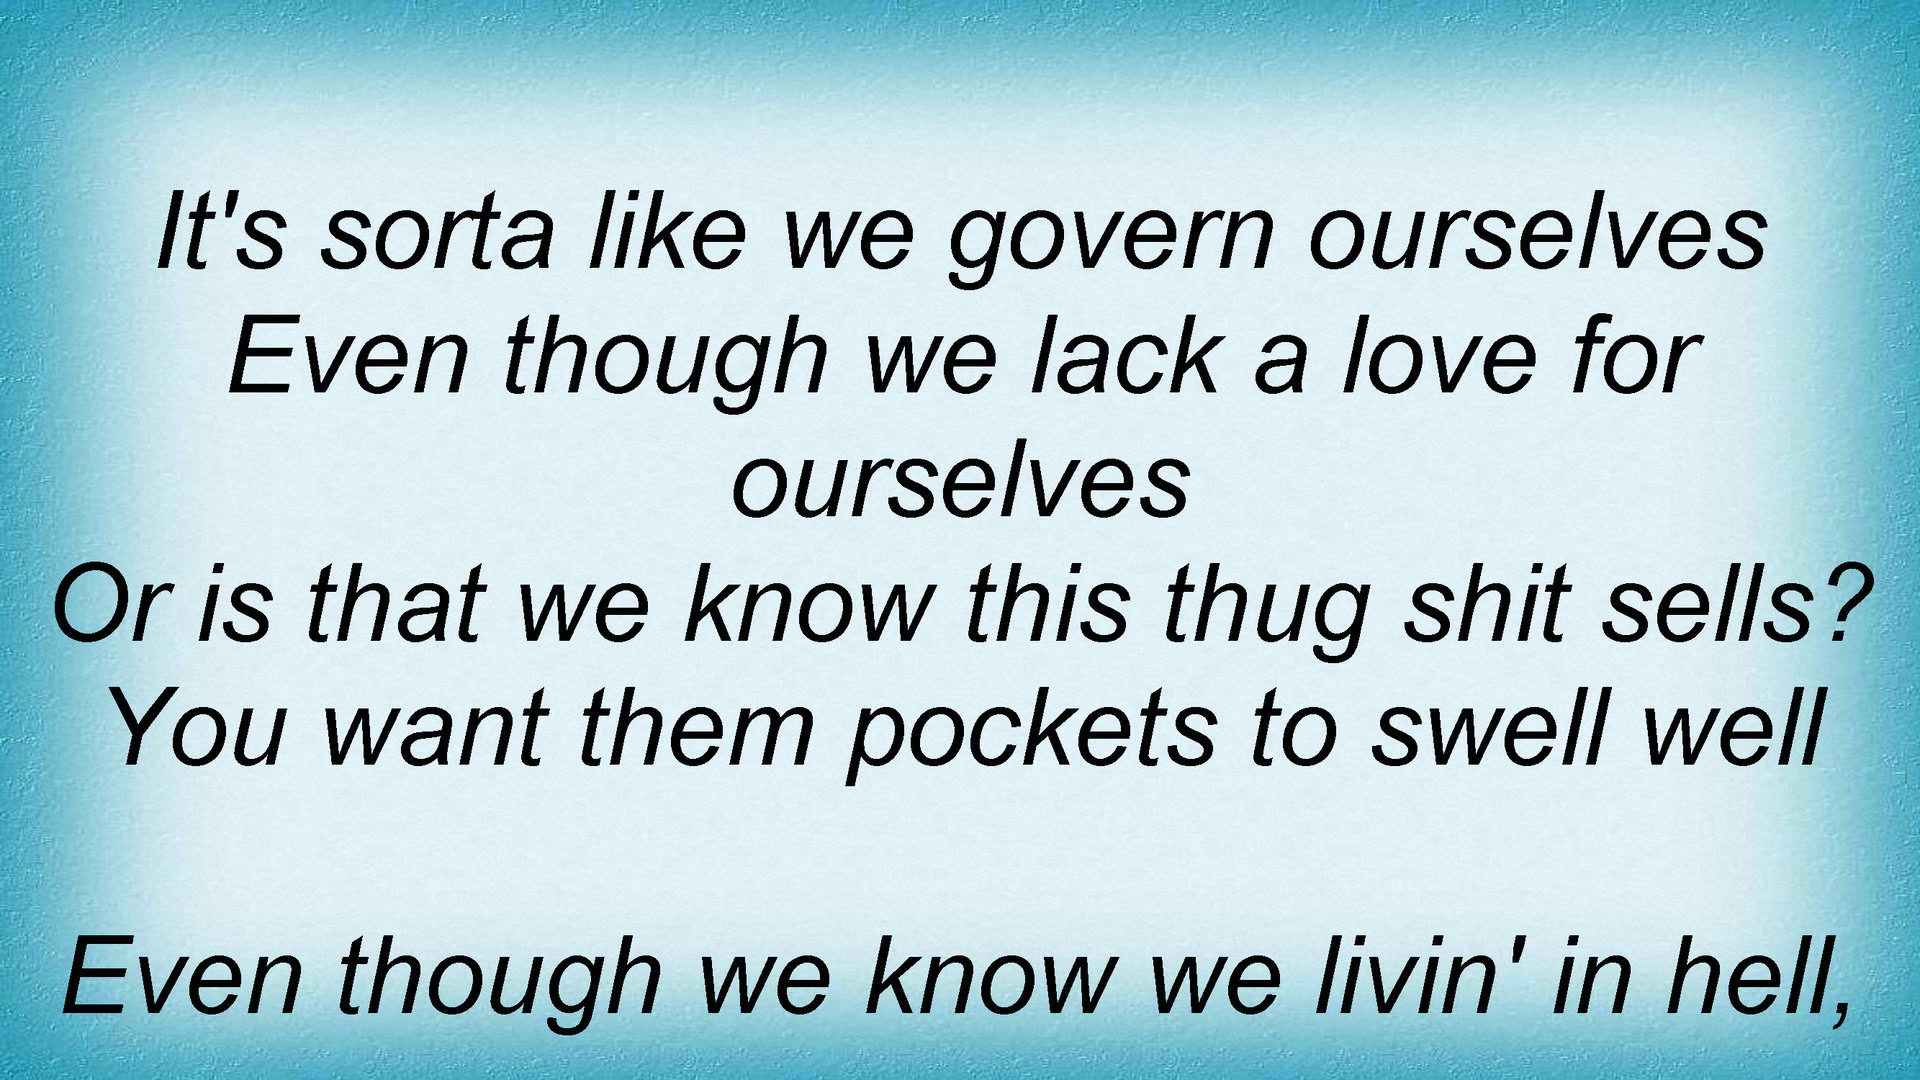 It's sorta like we govern ourselves
Even though we lack a love for
ourselves
Or is that we know this thug shit sells?
You want them pockets to swell well
Even though we know we livin' in hell,